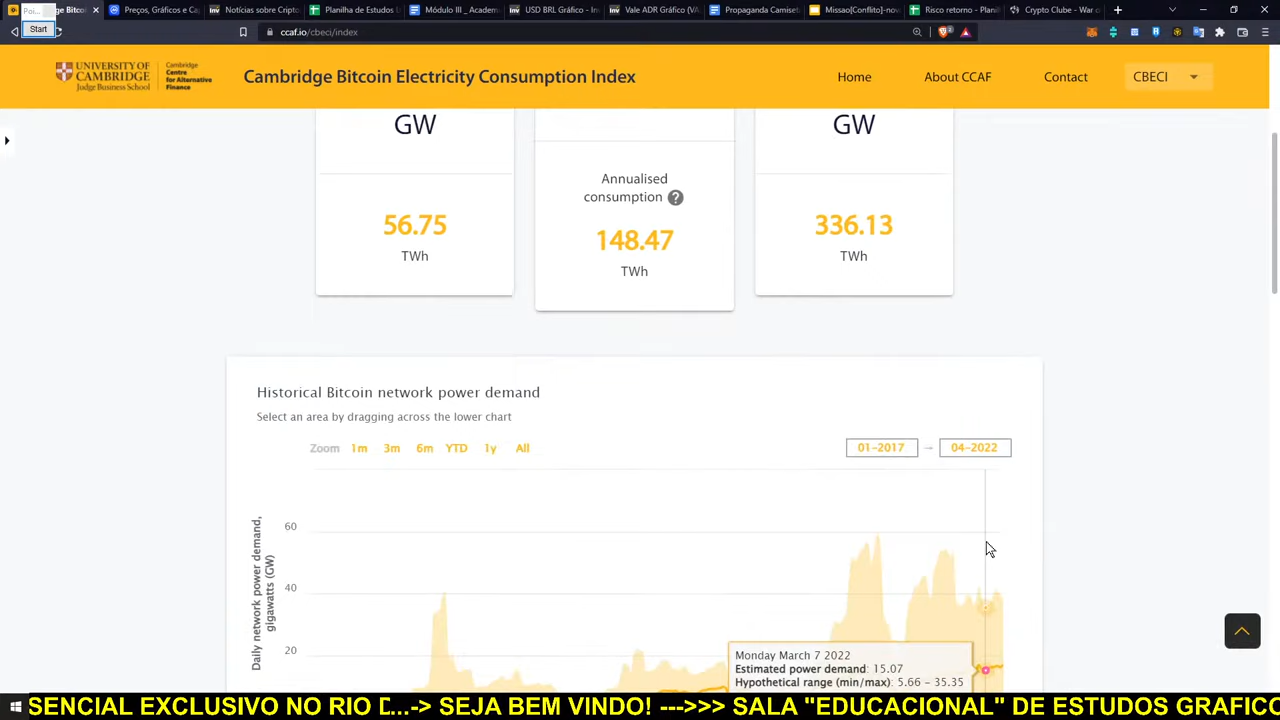 Poi...
ge Bitco
Preços, Gráficos e Ca
Notícias sobre Cripto
Planilha de Estudos
Módulo III - Academ
USD BRL Gráfico - In
Vale ADR Gráfico (VA
Propaganda Camiset
Missao[Conflito]-nov
Risco retorno - Plani
Crypto Clube - War o
Start
ccaf.io/cbeci/index
UNIVERSITY OF
CAMBRIDGE
Judge Business School
Cambridge
Centre
for Alternative
Finance
Cambridge Bitcoin Electricity Consumption Index
Home
About CCAF
Contact
CBECI
GW
GW
Annualised
consumption ?
56.75
TWh
148.47
TWh
336.13
TWh
Historical Bitcoin network power demand
Select an area by dragging across the lower chart
Zoom 1m 3m 6m YTD 1y All
01-2017 → 04-2022
Daily network power demand,
gigawatts (GW)
60
40
20
Monday March 7 2022
Estimated power demand: 15.07
Hypothetical range (min/max): 5.66 - 35.35
SENCIAL EXCLUSIVO NO RIO D...-> SEJA BEM VINDO! --->>> SALA "EDUCACIONAL" DE ESTUDOS GRAFICO